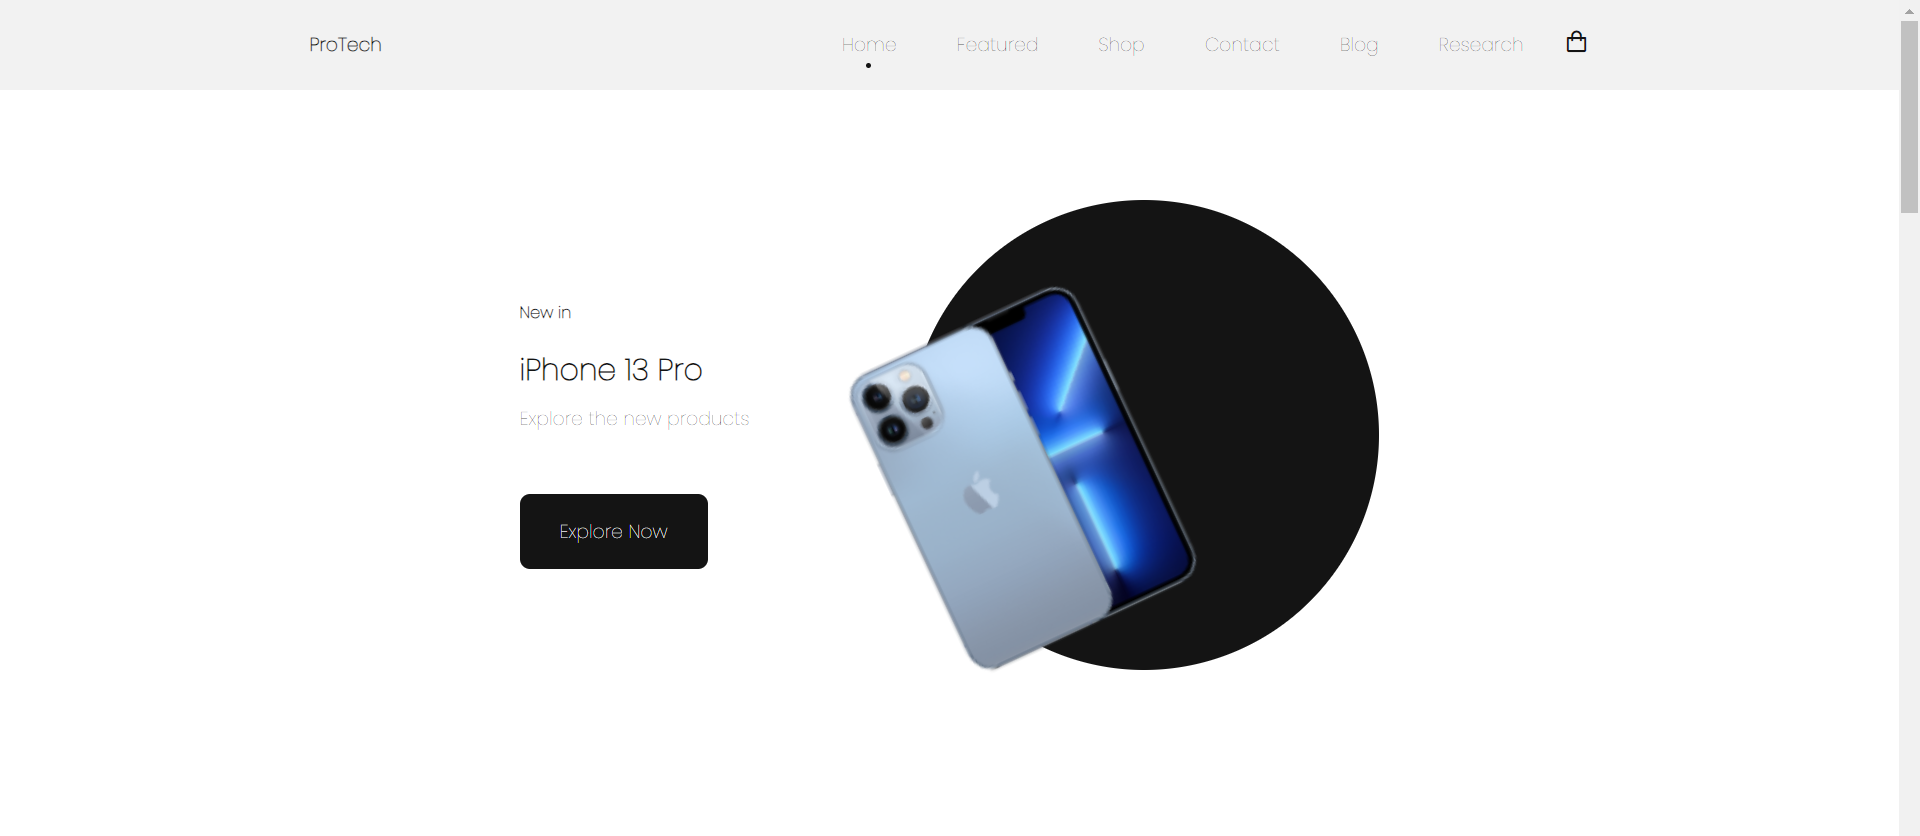 ProTech
Home Featured Shop Contact Blog Research
New in
iPhone 13 Pro
Explore the new products
Explore Now